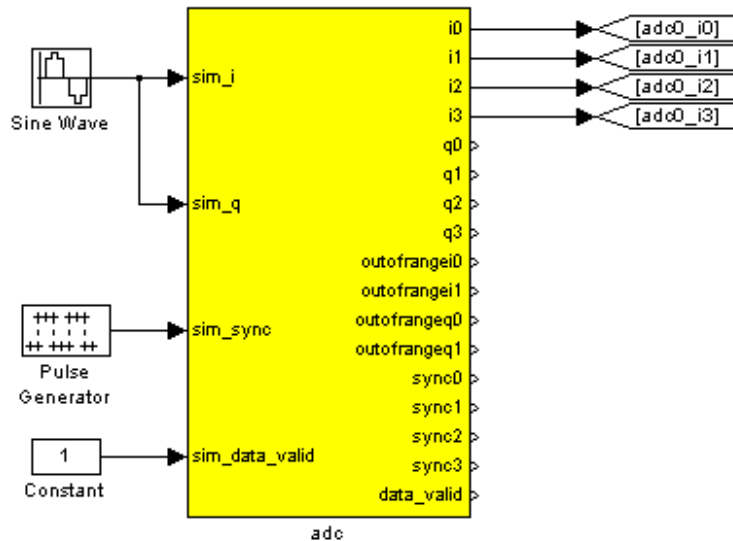 i0
[adc0_i0]
i1
[adc0_i1]
sim_i
i2
[adc0_i2]
Sine Wave
i3
[adc0_i3]
q0
q1
sim_q
q2
q3
outofrangei0
outofrangei1
sim_sync
outofrangeq0
outofrangeq1
Pulse
Generator
sync0
sync1
sync2
1
sim_data_valid
sync3
Constant
data_valid
adc